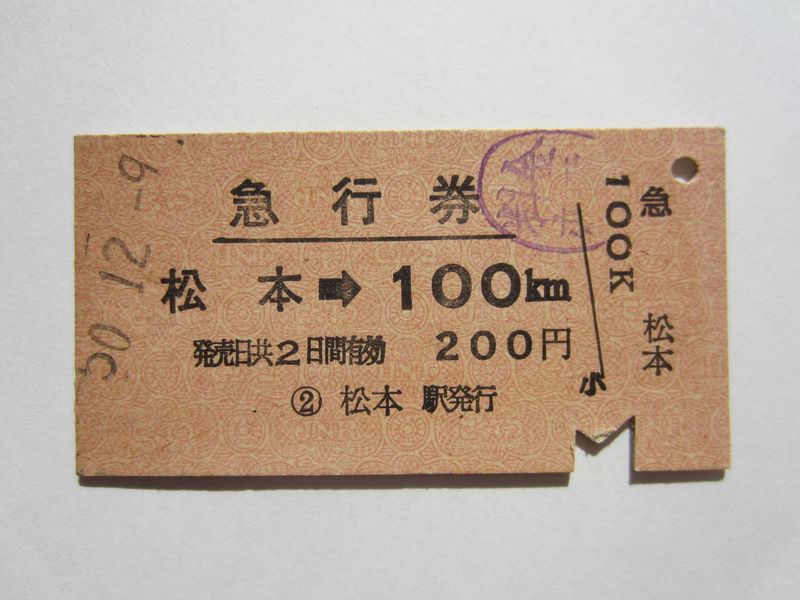 50 12 -9
急行券
松本➡100km
発売日共2日間有効 200円
② 松本 駅発行
急 100K 松本
小